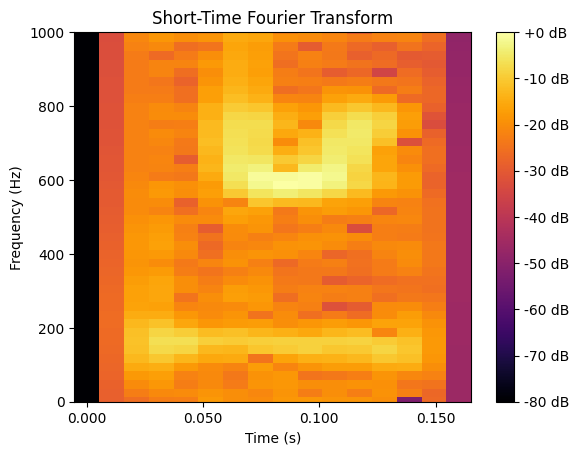 Short-Time Fourier Transform
1000
800
600
400
200
0
Frequency (Hz)
0.000
0.050
0.100
0.150
Time (s)
+0 dB
-10 dB
-20 dB
-30 dB
-40 dB
-50 dB
-60 dB
-70 dB
-80 dB